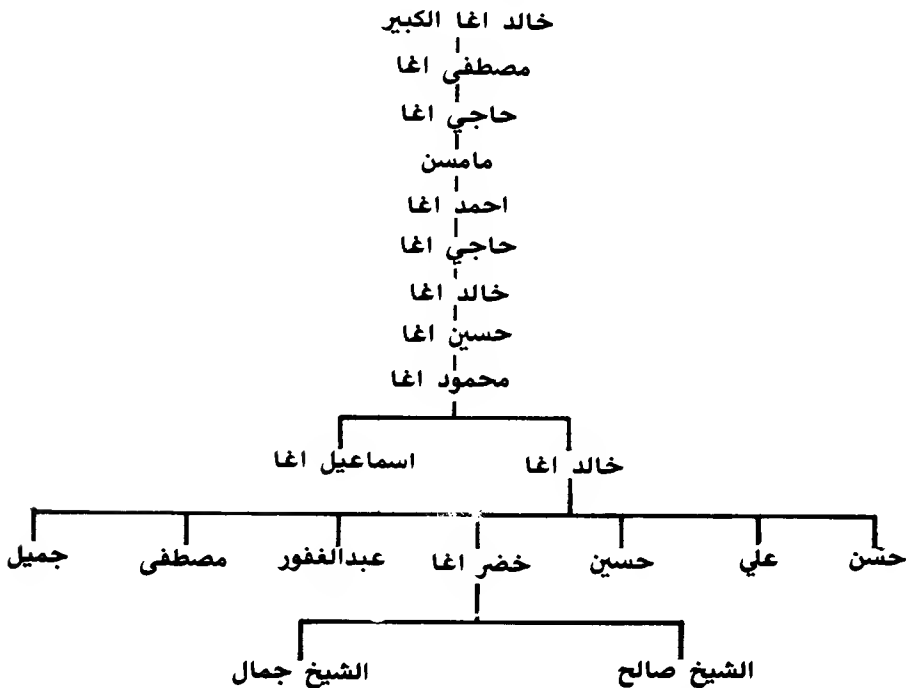 خالد اغا الكبير
مصطفى اغا
حاجي اغا
مامسن
احمد اغا
حاجي اغا
خالد اغا
حسين اغا
محمود اغا
خالد اغا اسماعيل اغا
حسن علي حسين خضر اغا عبدالغفور مصطفى جميل
الشيخ صالح الشيخ جمال